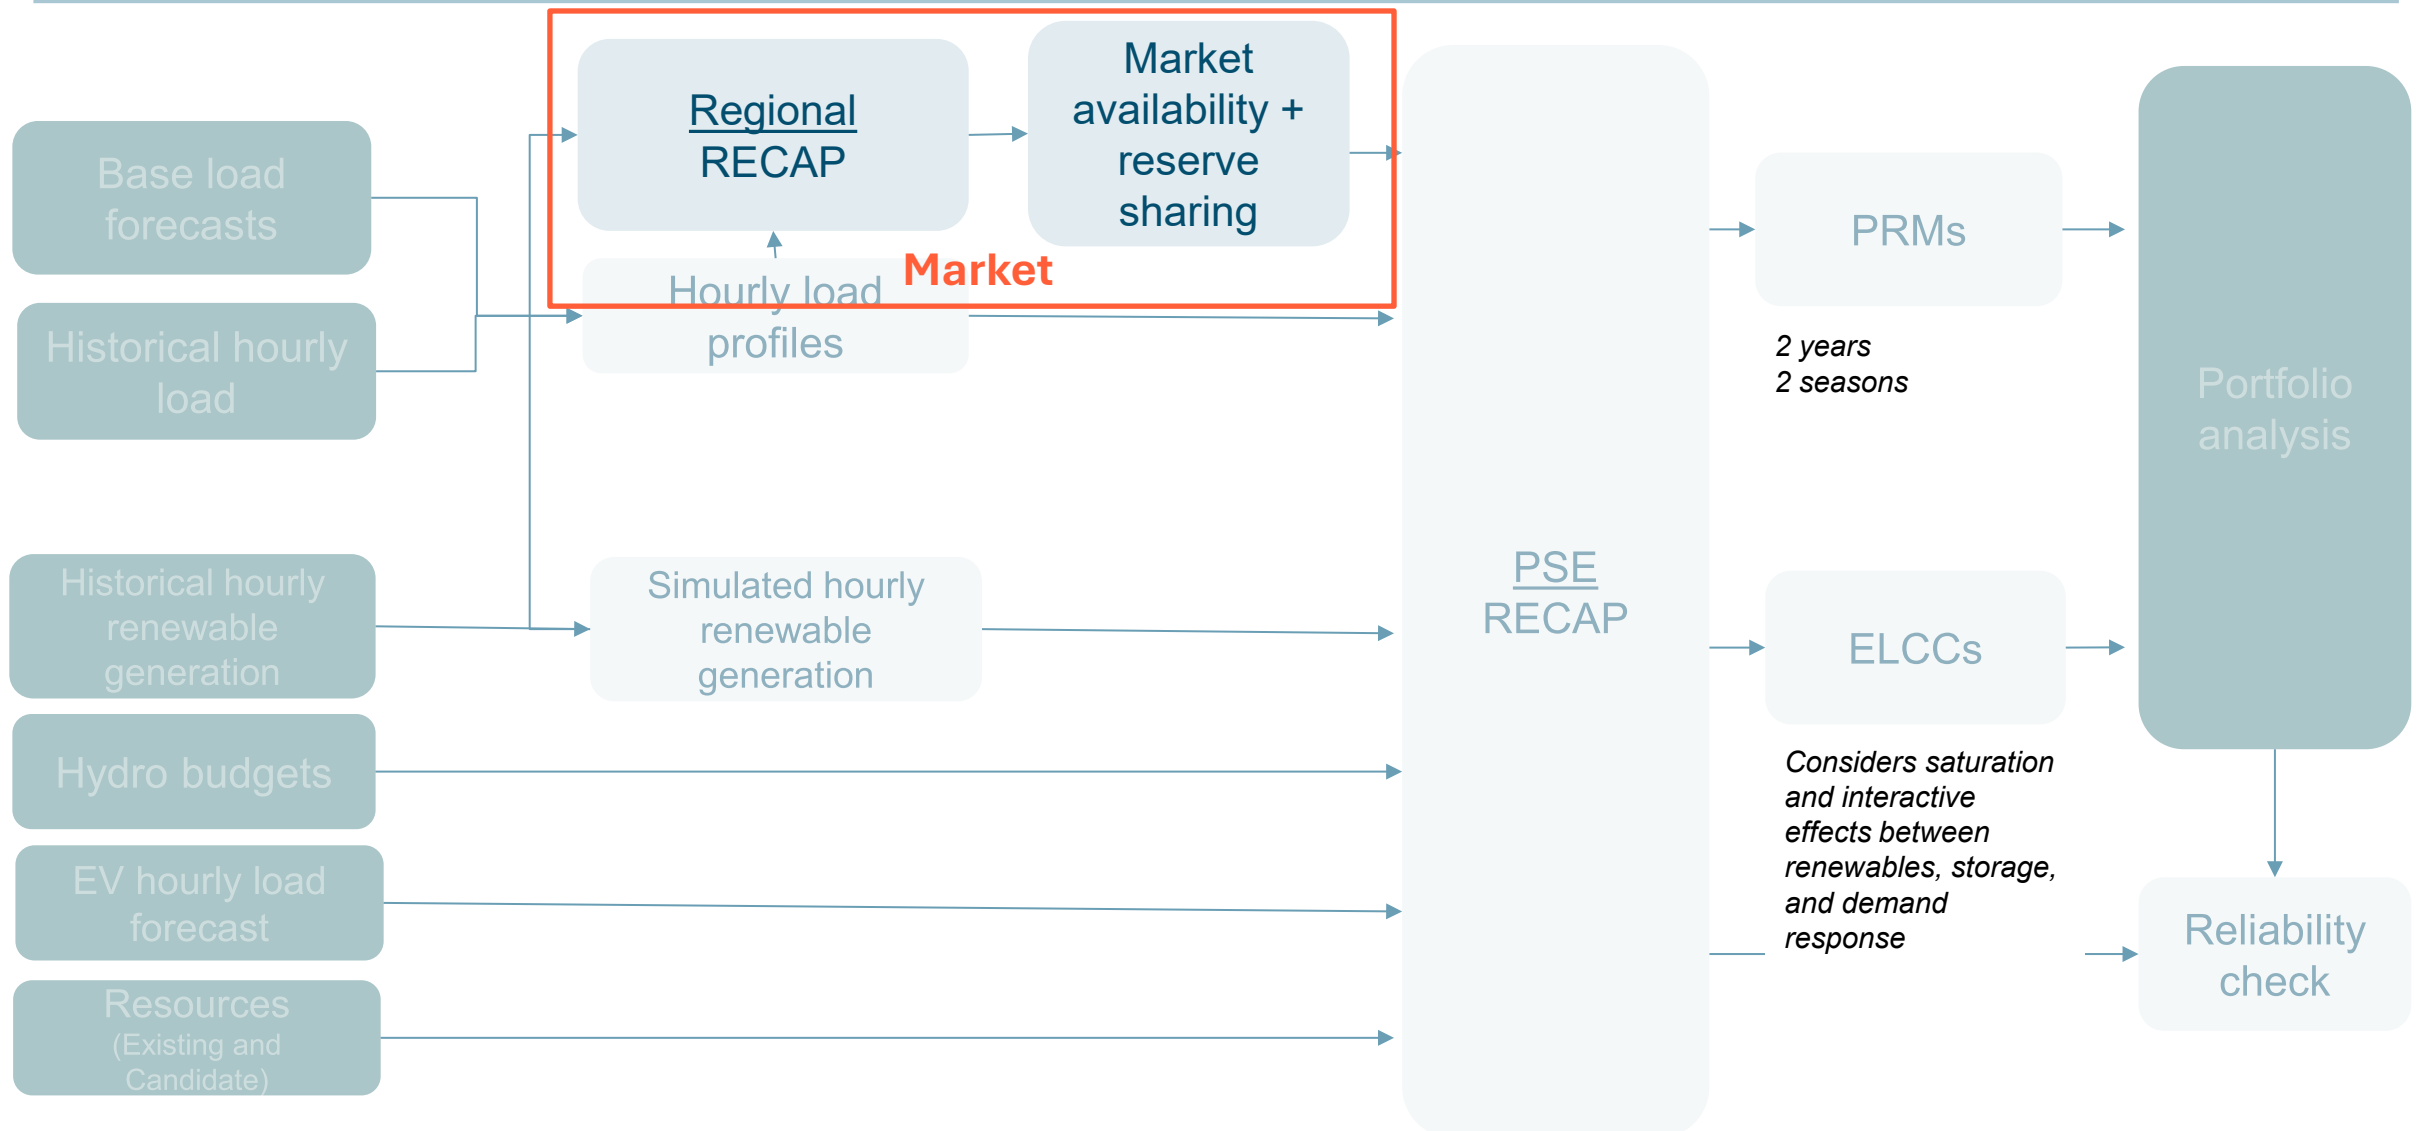 Base load
forecasts
Historical hourly
load
Historical hourly
renewable
generation
Hydro budgets
EV hourly load
forecast
Resources
(Existing and
Candidate)
Regional
RECAP
Market
availability +
reserve
sharing
Market
Hourly load
profiles
Simulated hourly
renewable
generation
PSE
RECAP
PRMs
2 years
2 seasons
ELCCs
Considers saturation
and interactive
effects between
renewables, storage,
and demand
response
Portfolio
analysis
Reliability
check